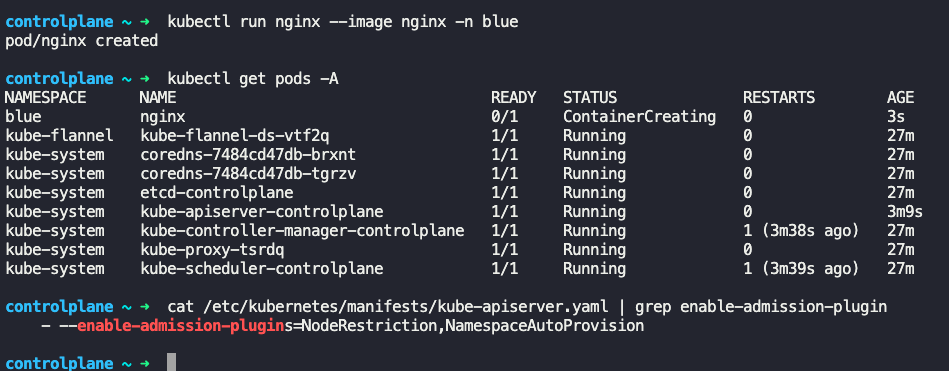 controlplane ~ ➜  kubectl run nginx --image nginx -n blue
pod/nginx created
controlplane ~ ➜  kubectl get pods -A
NAMESPACE      NAME                                   READY   STATUS              RESTARTS        AGE
blue           nginx                                  0/1     ContainerCreating   0               3s
kube-flannel   kube-flannel-ds-vtf2q                  1/1     Running             0               27m
kube-system    coredns-7484cd47db-brxnt               1/1     Running             0               27m
kube-system    coredns-7484cd47db-tgrzv               1/1     Running             0               27m
kube-system    etcd-controlplane                      1/1     Running             0               27m
kube-system    kube-apiserver-controlplane            1/1     Running             0               3m9s
kube-system    kube-controller-manager-controlplane   1/1     Running             1 (3m38s ago)   27m
kube-system    kube-proxy-tsrdq                       1/1     Running             0               27m
kube-system    kube-scheduler-controlplane            1/1     Running             1 (3m39s ago)   27m
controlplane ~ ➜  cat /etc/kubernetes/manifests/kube-apiserver.yaml | grep enable-admission-plugin
    - --enable-admission-plugins=NodeRestriction,NamespaceAutoProvision
controlplane ~ ➜